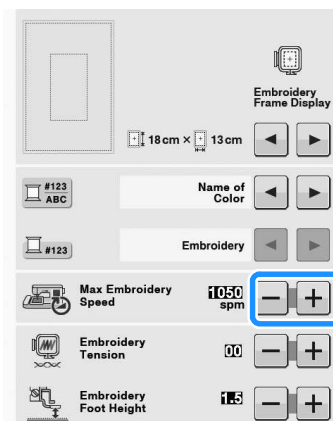 Embroidery
Frame Display
18cm × 13cm
#123
ABC
Name of
Color
#123
Embroidery
Max Embroidery
Speed
1050
spm
Embroidery
Tension
00
Embroidery
Foot Height
1.5